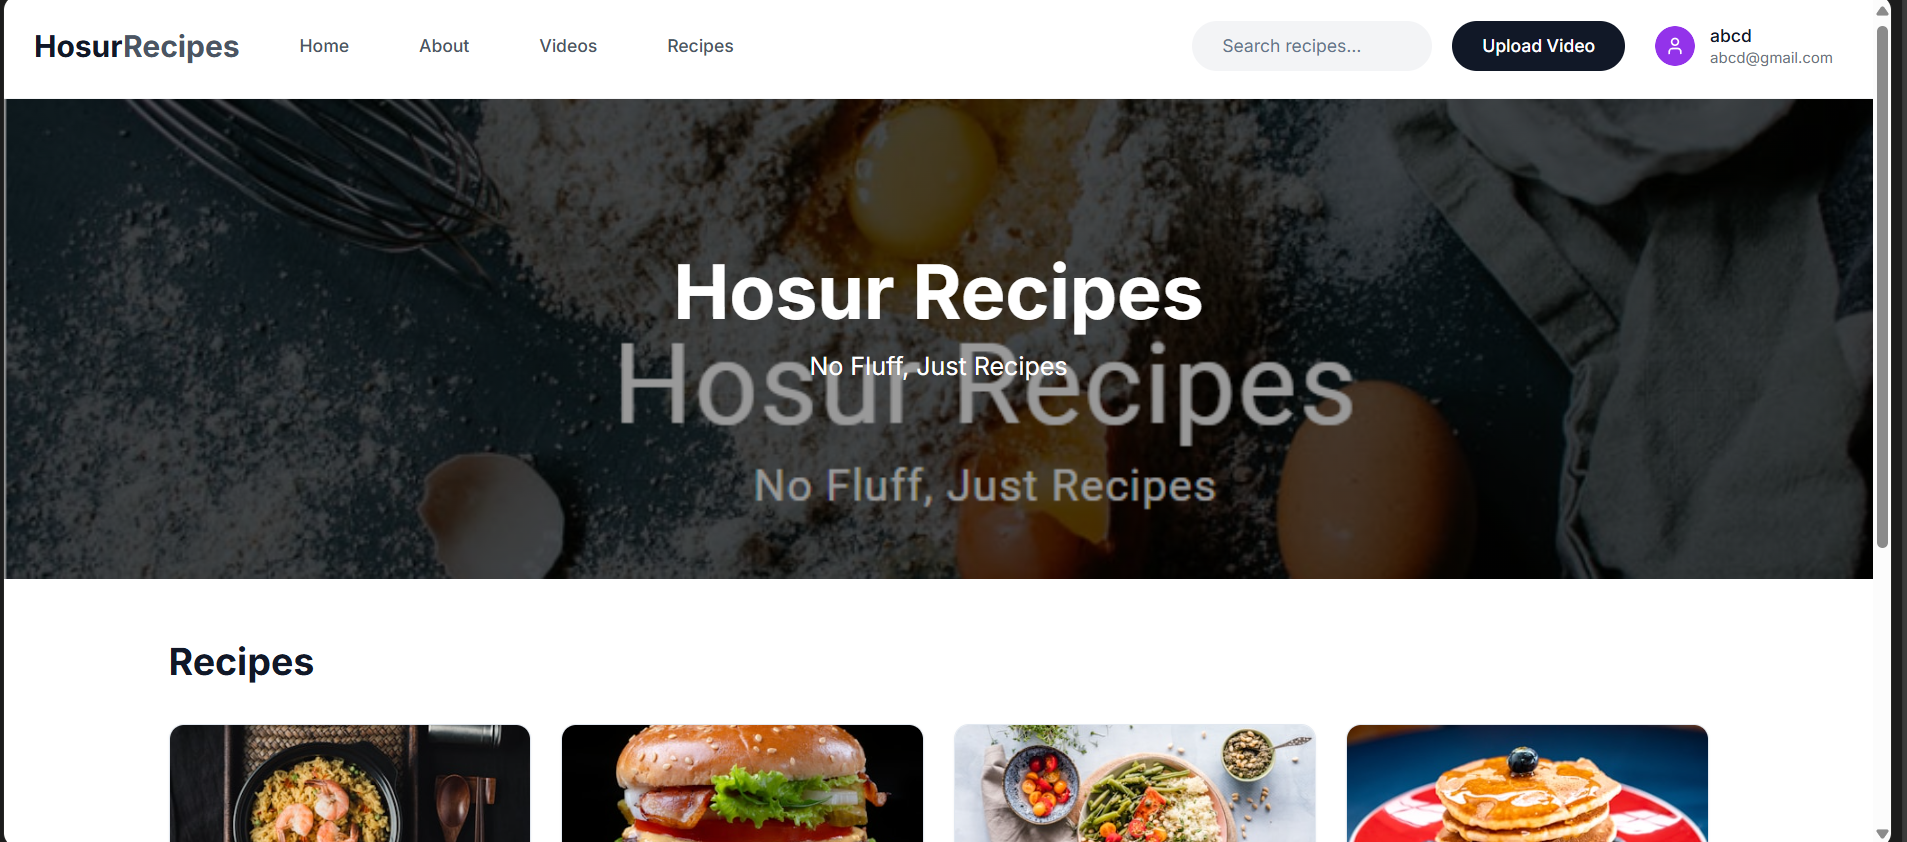 HosurRecipes
Home About Videos Recipes
Search recipes...
Upload Video
abcd
abcd@gmail.com
Hosur Recipes
No Fluff, Just Recipes
Hosur Recipes
No Fluff, Just Recipes
Recipes